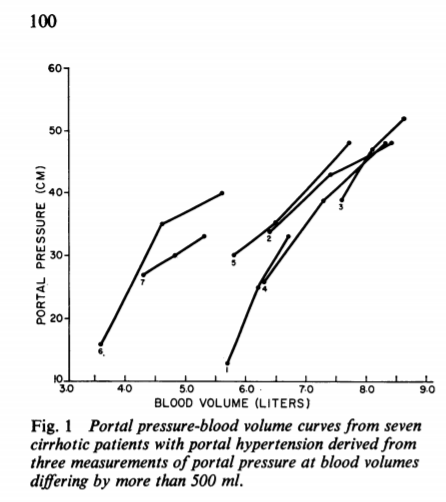 100
60
50
40
30
20
10
PORTAL PRESSURE (CM)
6
7
5
2
3
4
1
3.0 4.0 5.0 6.0 7.0 8.0 9.0
BLOOD VOLUME (LITERS)
Fig. 1 Portal pressure-blood volume curves from seven
cirrhotic patients with portal hypertension derived from
three measurements of portal pressure at blood volumes
differing by more than 500 ml.